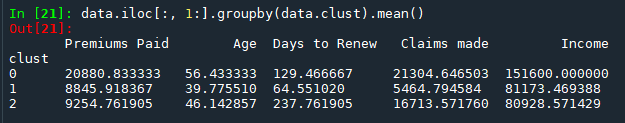 In [21]: data.iloc[:, 1:].groupby(data.clust).mean()
Out[21]:
Premiums Paid Age Days to Renew Claims made Income
clust
0 20880.833333 56.433333 129.466667 21304.646503 151600.000000
1 8845.918367 39.775510 64.551020 5464.794584 81173.469388
2 9254.761905 46.142857 237.761905 16713.571760 80928.571429